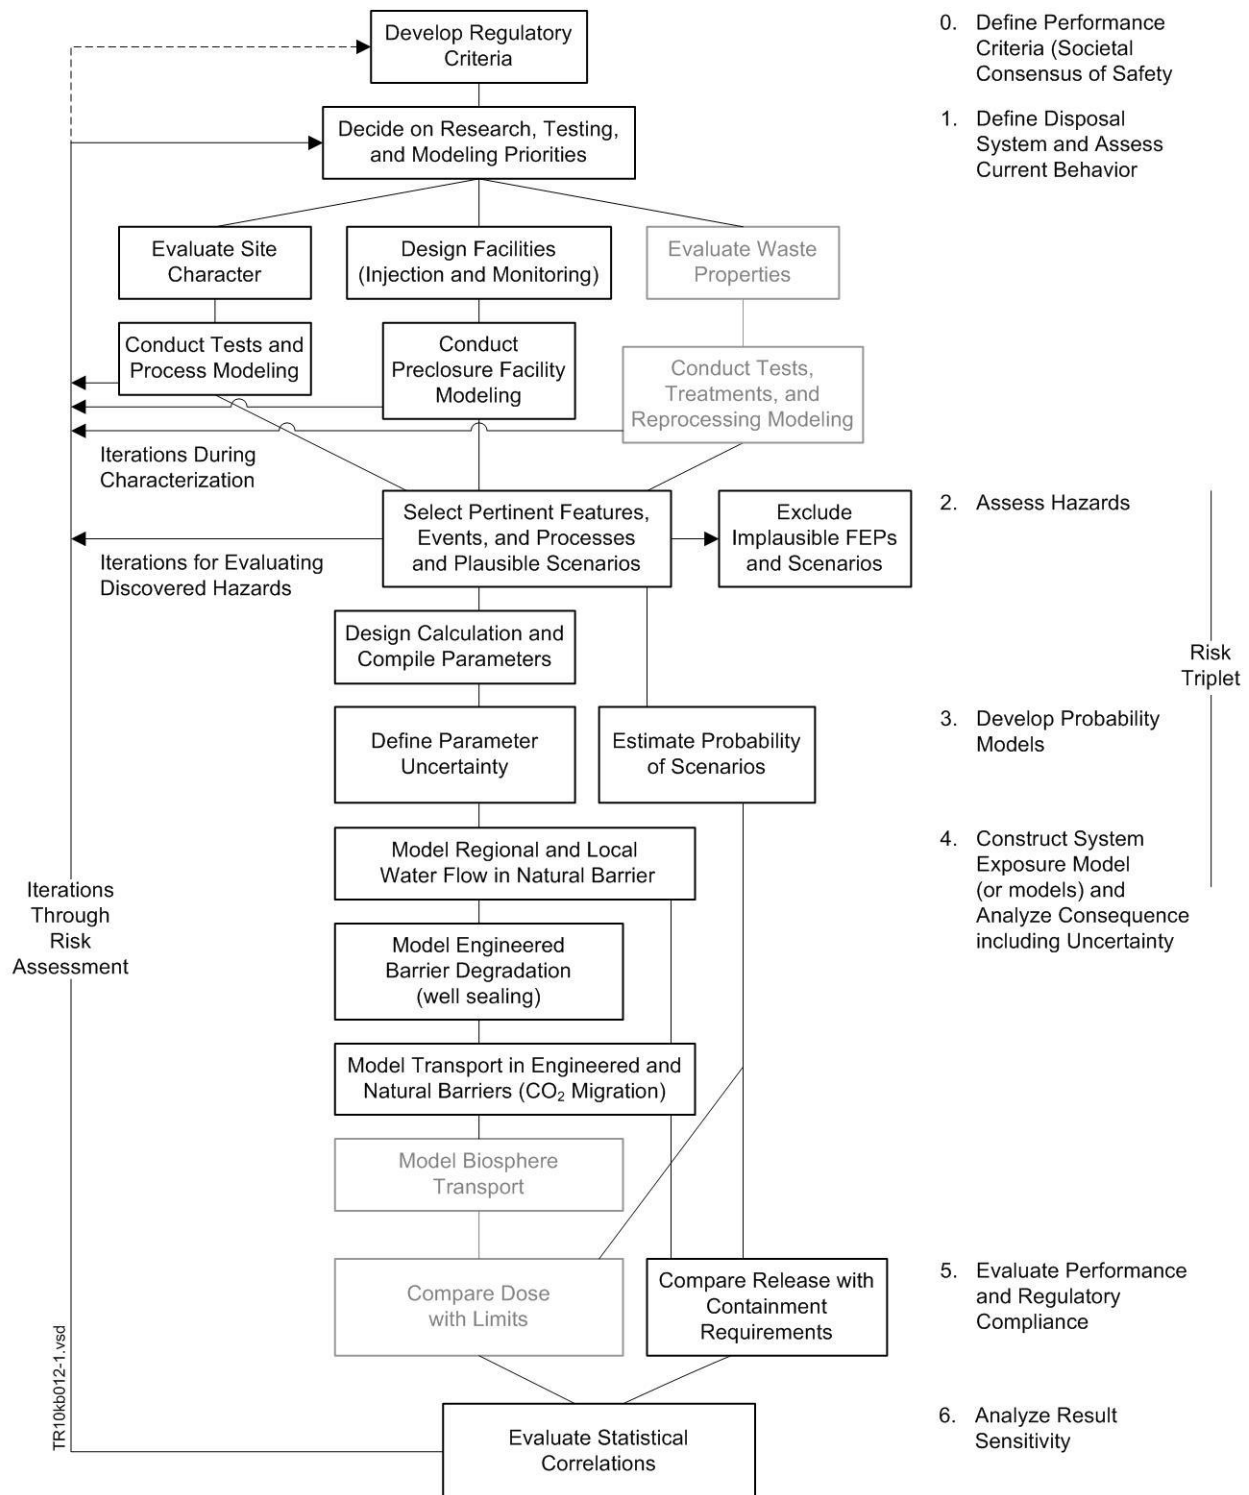 Develop Regulatory
Criteria
0. Define Performance
Criteria (Societal
Consensus of Safety
Decide on Research, Testing,
and Modeling Priorities
1. Define Disposal
System and Assess
Current Behavior
Evaluate Site
Character
Design Facilities
(Injection and Monitoring)
Evaluate Waste
Properties
Conduct Tests and
Process Modeling
Conduct
Preclosure Facility
Modeling
Conduct Tests,
Treatments, and
Reprocessing Modeling
Iterations During
Characterization
Select Pertinent Features,
Events, and Processes
and Plausible Scenarios
Exclude
Implausible FEPs
and Scenarios
2. Assess Hazards
Iterations for Evaluating
Discovered Hazards
Design Calculation and
Compile Parameters
Risk
Triplet
Define Parameter
Uncertainty
Estimate Probability
of Scenarios
3. Develop Probability
Models
Model Regional and Local
Water Flow in Natural Barrier
4. Construct System
Exposure Model
(or models) and
Analyze Consequence
including Uncertainty
Iterations
Through
Risk
Assessment
Model Engineered
Barrier Degradation
(well sealing)
Model Transport in Engineered and
Natural Barriers (CO₂ Migration)
Model Biosphere
Transport
Compare Dose
with Limits
Compare Release with
Containment
Requirements
5. Evaluate Performance
and Regulatory
Compliance
TR10kb012-1.vsd
Evaluate Statistical
Correlations
6. Analyze Result
Sensitivity